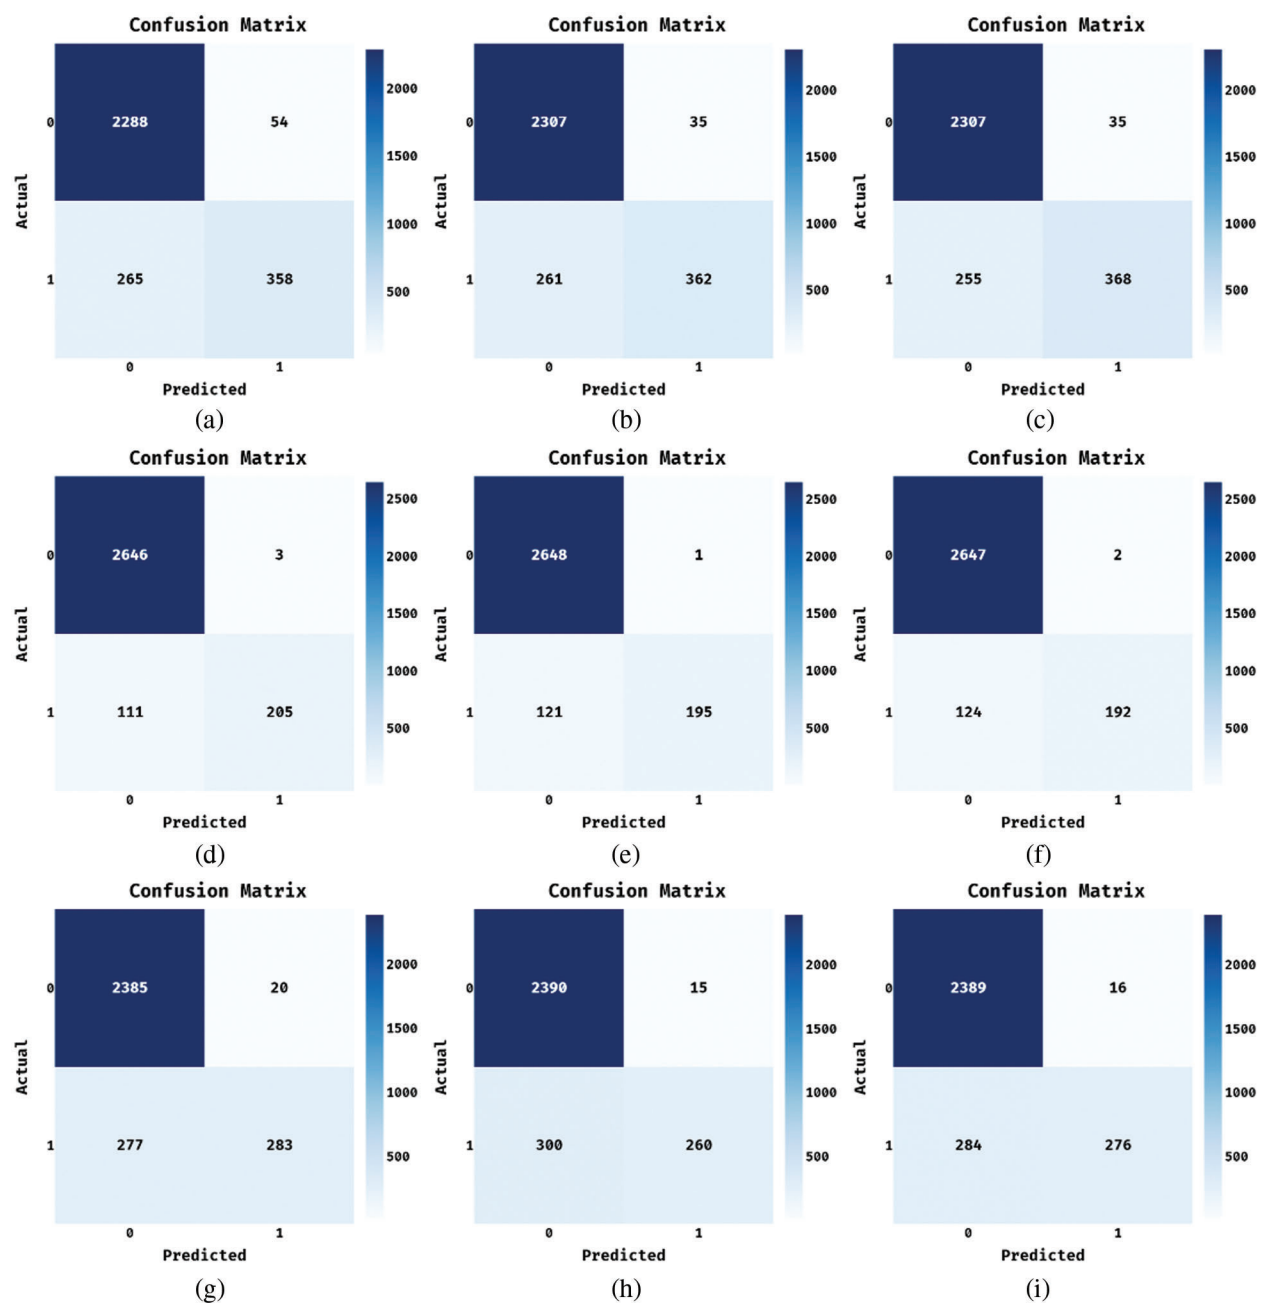 Confusion Matrix Confusion Matrix Confusion Matrix
0 2288 54 2000 1500 1000 500
1 265 358
0 1
Actual
Predicted
(a)
0 2307 35 2000 1500 1000 500
1 261 362
0 1
Actual
Predicted
(b)
0 2307 35 2000 1500 1000 500
1 255 368
0 1
Actual
Predicted
(c)
Confusion Matrix Confusion Matrix Confusion Matrix
0 2646 3 2500 2000 1500 1000 500
1 111 205
0 1
Actual
Predicted
(d)
0 2648 1 2500 2000 1500 1000 500
1 121 195
0 1
Actual
Predicted
(e)
0 2647 2 2500 2000 1500 1000 500
1 124 192
0 1
Actual
Predicted
(f)
Confusion Matrix Confusion Matrix Confusion Matrix
0 2385 20 2000 1500 1000 500
1 277 283
0 1
Actual
Predicted
(g)
0 2390 15 2000 1500 1000 500
1 300 260
0 1
Actual
Predicted
(h)
0 2389 16 2000 1500 1000 500
1 284 276
0 1
Actual
Predicted
(i)